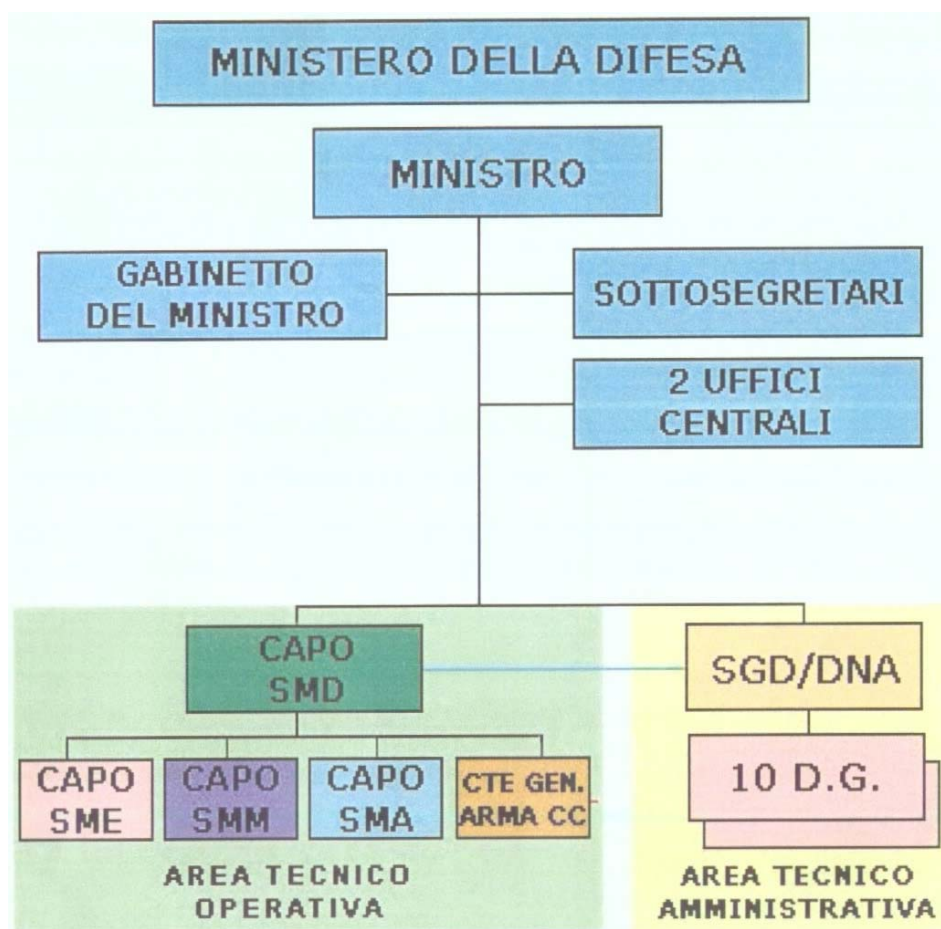 MINISTERO DELLA DIFESA
MINISTRO
GABINETTO
DEL MINISTRO
SOTTOSEGRETARI
2 UFFICI
CENTRALI
CAPO
SMD
SGD/DNA
CAPO
SME
CAPO
SMM
CAPO
SMA
CTE GEN.
ARMA CC
10 D.G.
AREA TECNICO
OPERATIVA
AREA TECNICO
AMMINISTRATIVA